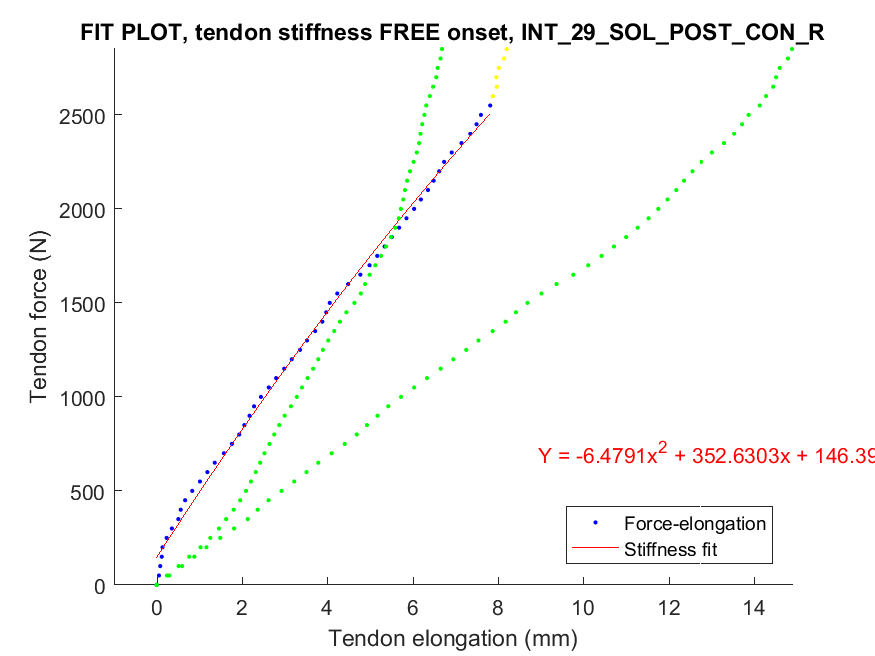 FIT PLOT, tendon stiffness FREE onset, INT_29_SOL_POST_CON_R
2500
2000
1500
1000
500
0
Tendon force (N)
Y = -6.4791x² + 352.6303x + 146.39
Force-elongation
Stiffness fit
0 2 4 6 8 10 12 14
Tendon elongation (mm)